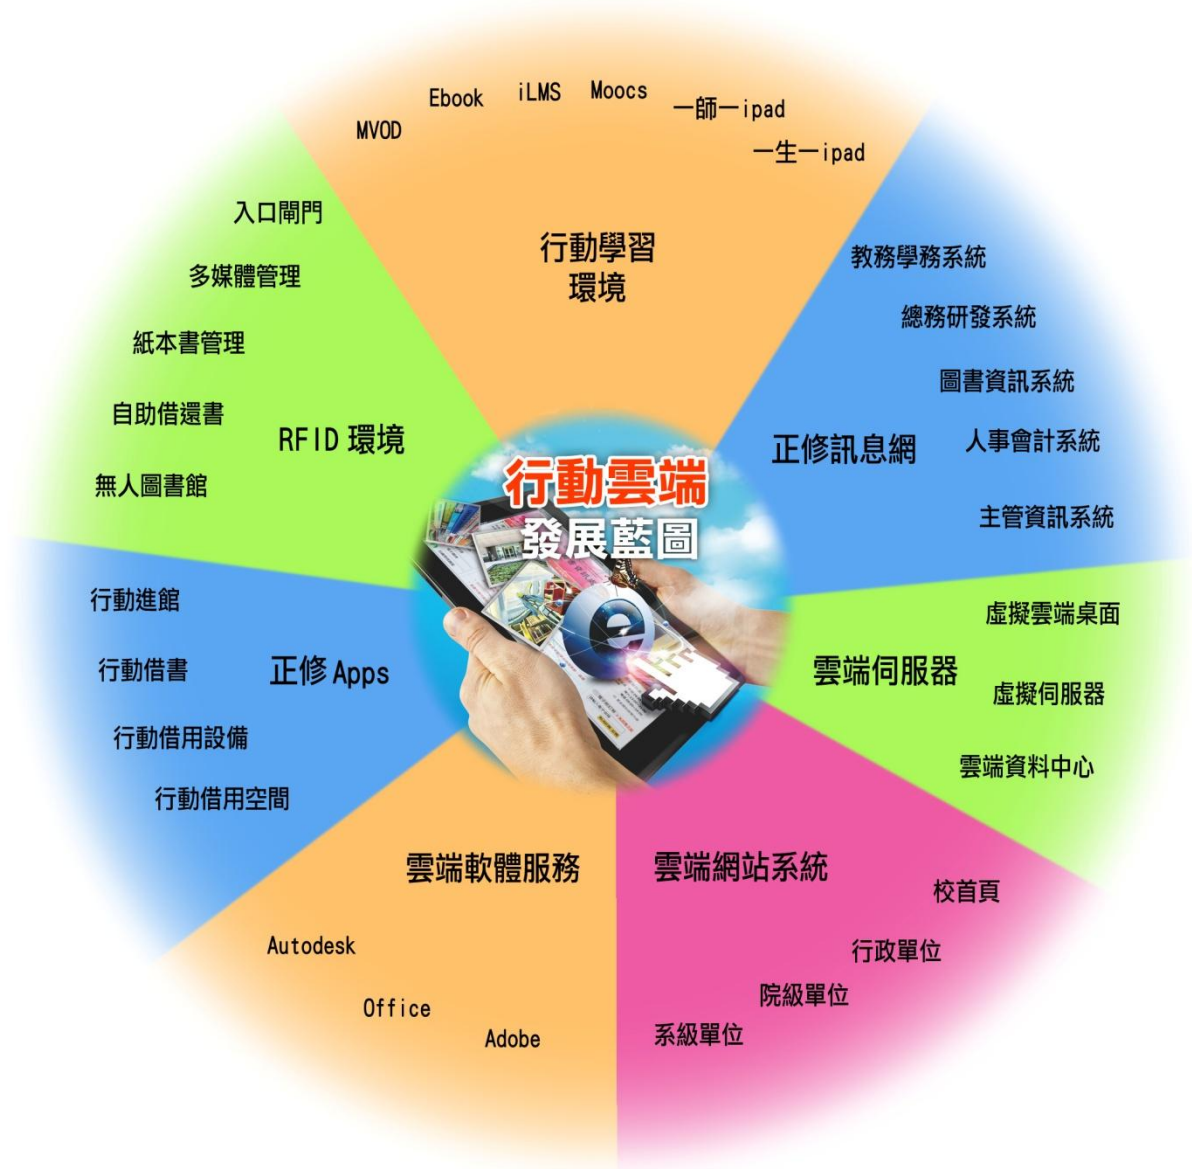 行動雲端
發展藍圖
行動學習
環境
MVOD
Ebook
iLMS
Moocs
一師一ipad
一生一ipad
正修訊息網
教務學務系統
總務研發系統
圖書資訊系統
人事會計系統
主管資訊系統
雲端伺服器
虛擬雲端桌面
虛擬伺服器
雲端資料中心
雲端網站系統
校首頁
行政單位
院級單位
系級單位
雲端軟體服務
Autodesk
Office
Adobe
正修 Apps
行動進館
行動借書
行動借用設備
行動借用空間
RFID 環境
入口閘門
多媒體管理
紙本書管理
自助借還書
無人圖書館